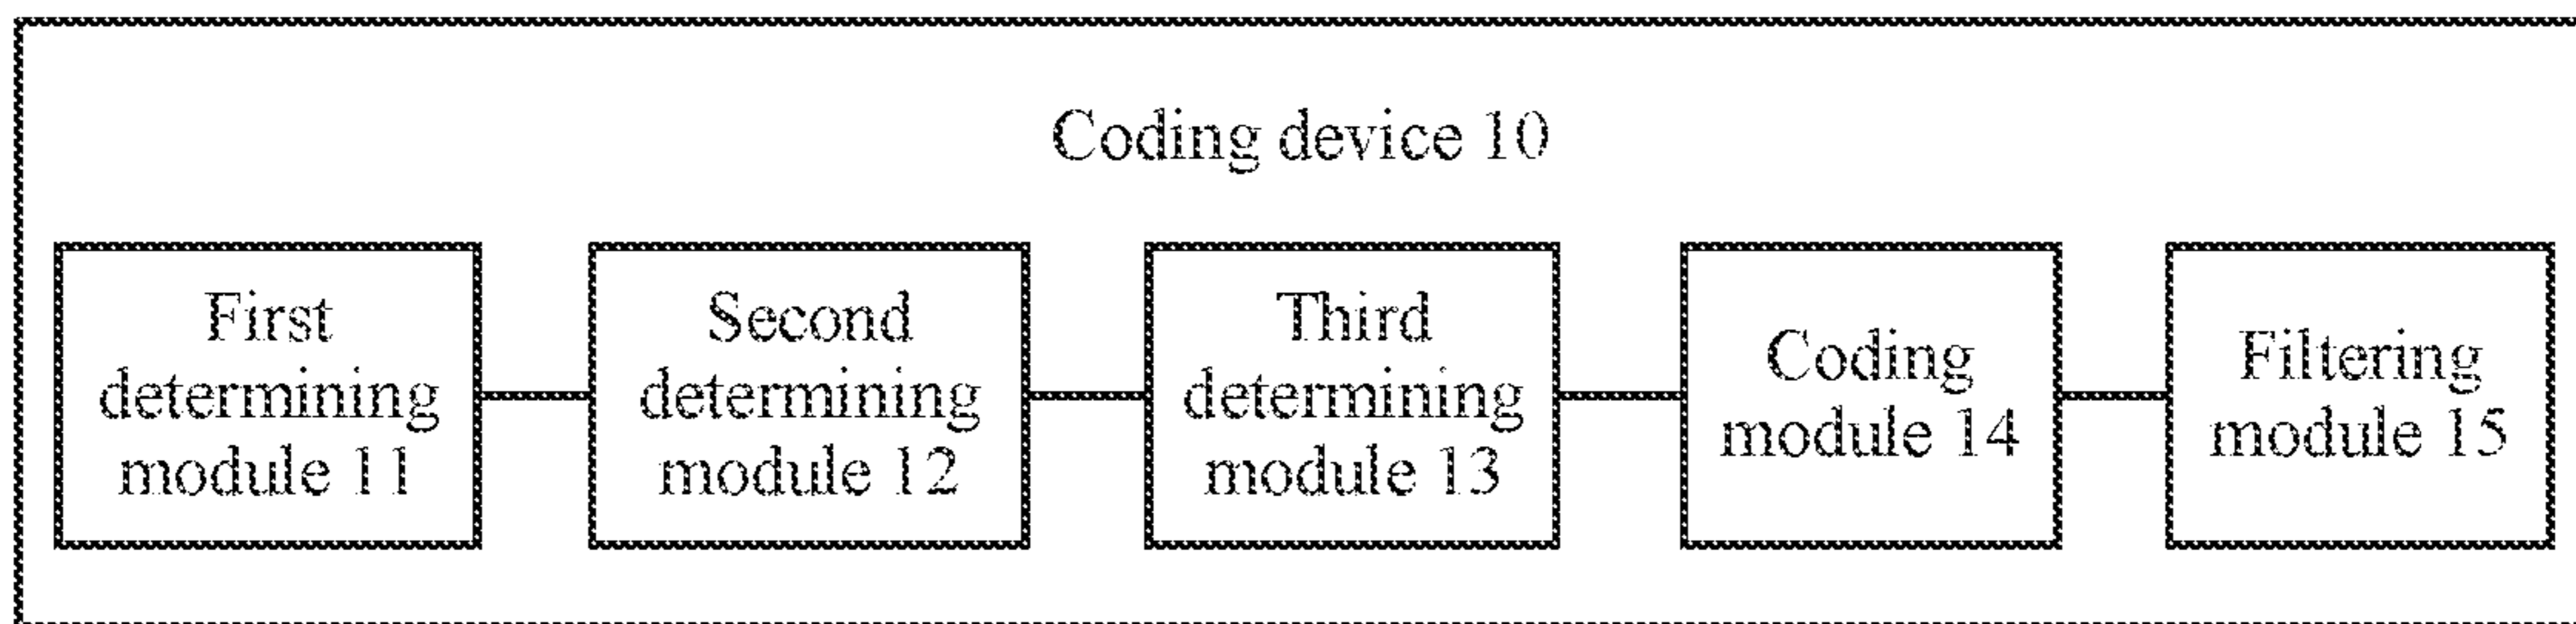 Coding device 10
First
determining
module 11
Second
determining
module 12
Third
determining
module 13
Coding
module 14
Filtering
module 15